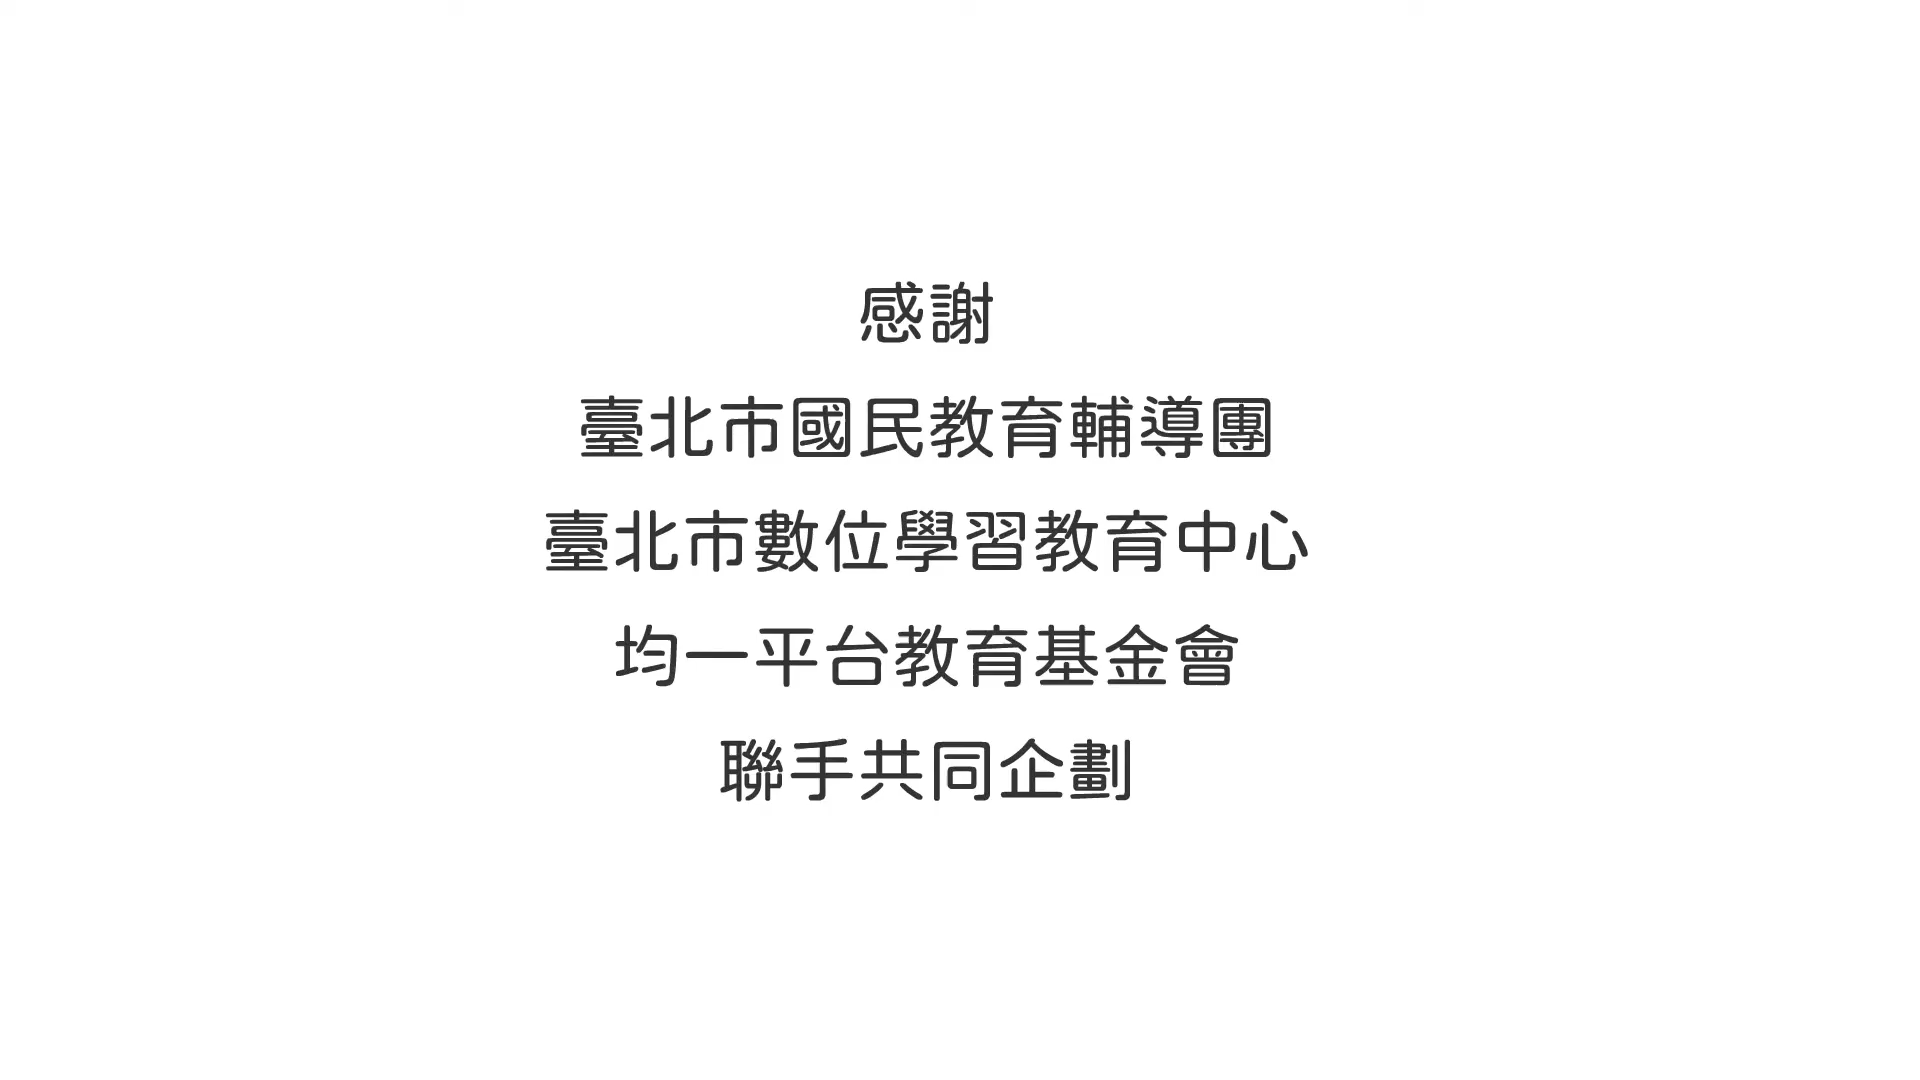 感謝
臺北市國民教育輔導團
臺北市數位學習教育中心
均一平台教育基金會
聯手共同企劃